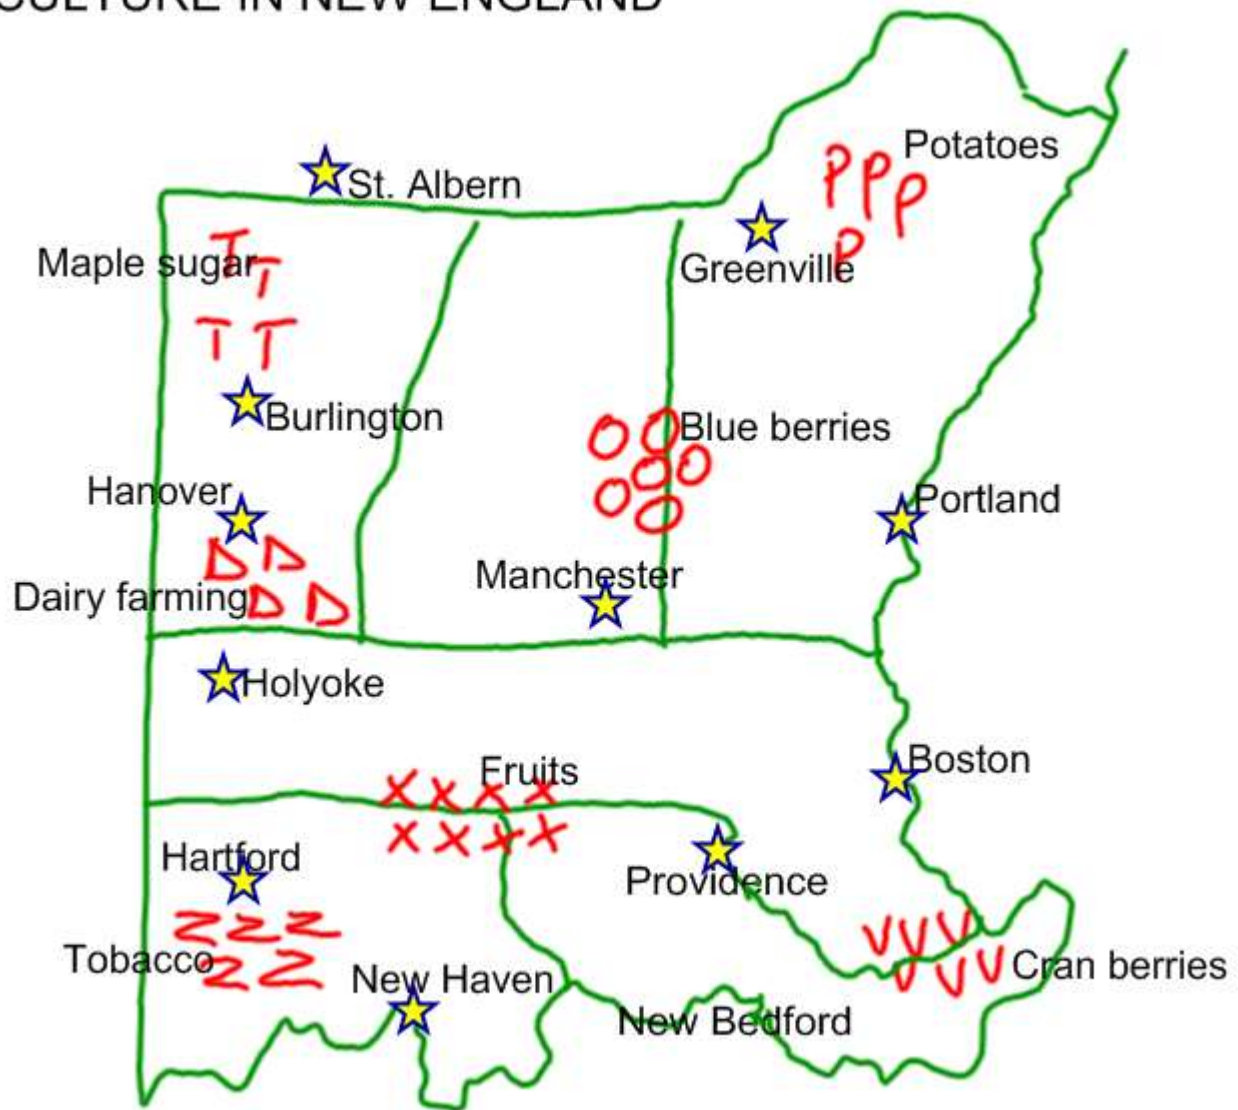 CULTURE IN NEW ENGLAND
Potatoes
P P P
P
St. Albern
Greenville
Maple sugar
T T
T T
Burlington
Blue berries
Hanover
Portland
D D
Manchester
Dairy farming
D D
Holyoke
Boston
Fruits
X X X X
X X X X
Hartford
Providence
Z Z Z
V V V
Tobacco
Z Z
V V V
Cran berries
New Haven
New Bedford